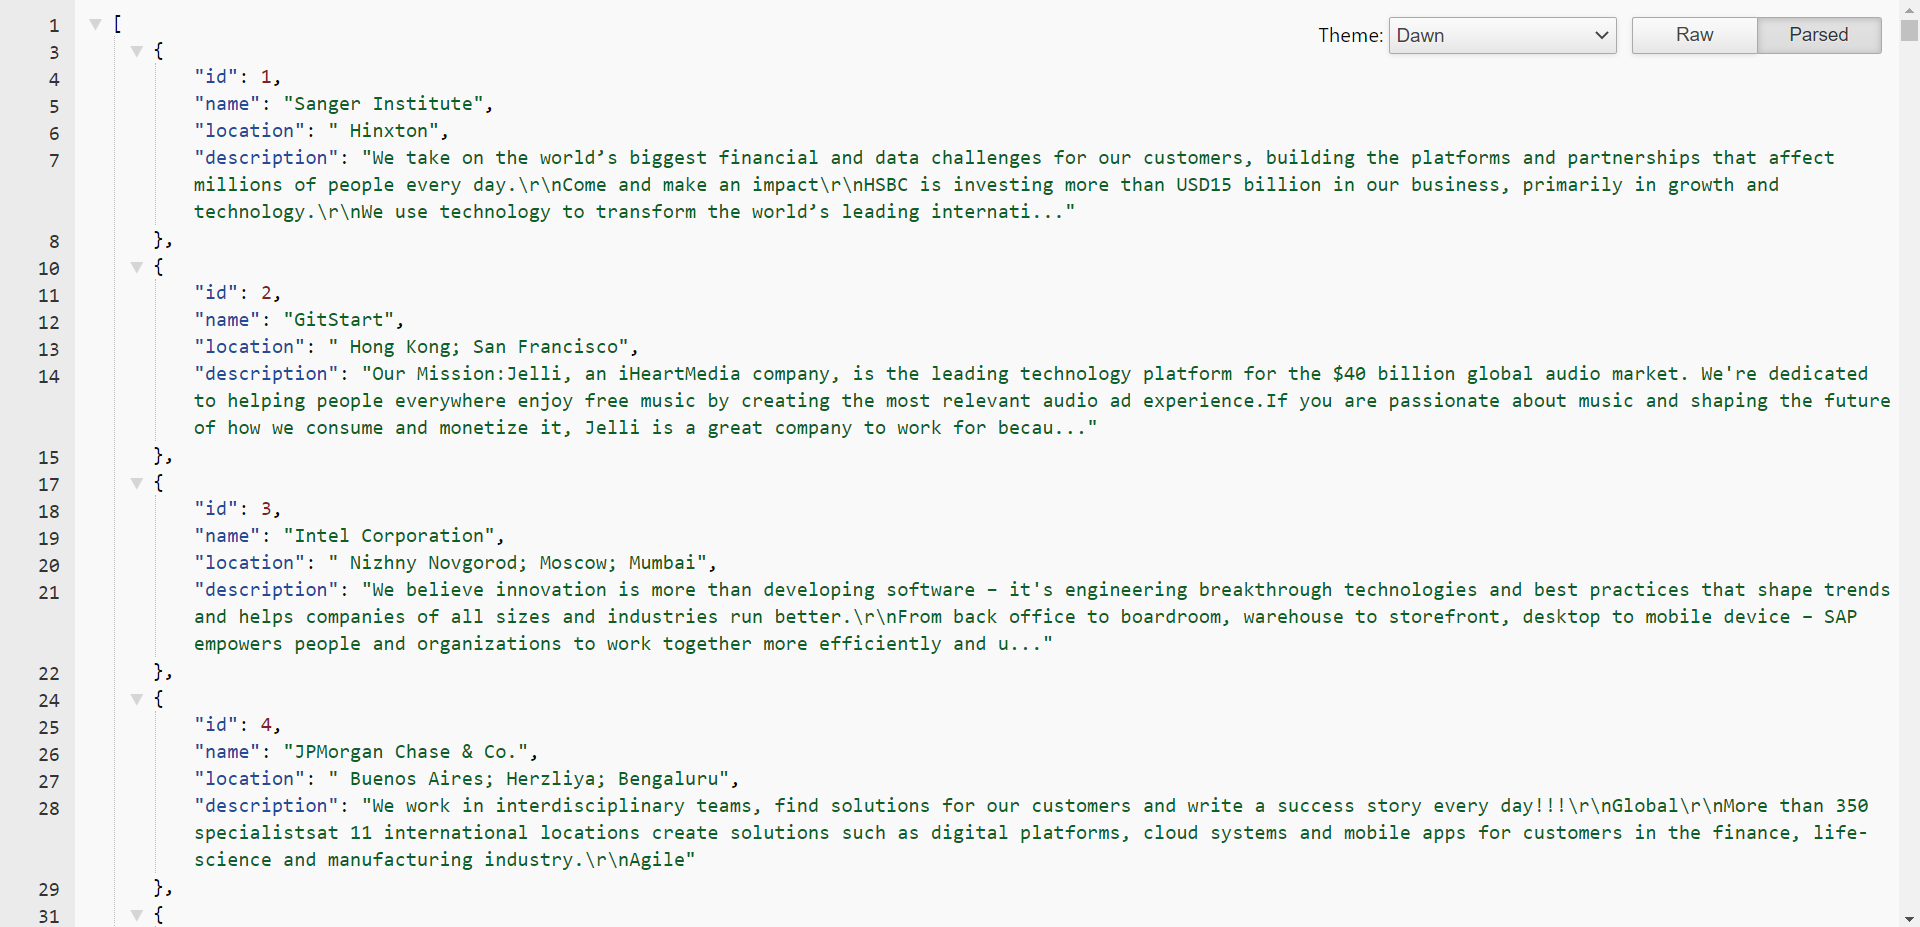 1 [
Theme: Dawn Raw Parsed
3 {
4 "id": 1,
5 "name": "Sanger Institute",
6 "location": " Hinxton",
7 "description": "We take on the world’s biggest financial and data challenges for our customers, building the platforms and partnerships that affect
millions of people every day.\r\nCome and make an impact\r\nHSBC is investing more than USD15 billion in our business, primarily in growth and
technology.\r\nWe use technology to transform the world’s leading internati..."
8 },
10 {
11 "id": 2,
12 "name": "GitStart",
13 "location": " Hong Kong; San Francisco",
14 "description": "Our Mission:Jelli, an iHeartMedia company, is the leading technology platform for the $40 billion global audio market. We're dedicated
to helping people everywhere enjoy free music by creating the most relevant audio ad experience.If you are passionate about music and shaping the future
of how we consume and monetize it, Jelli is a great company to work for becau..."
15 },
17 {
18 "id": 3,
19 "name": "Intel Corporation",
20 "location": " Nizhny Novgorod; Moscow; Mumbai",
21 "description": "We believe innovation is more than developing software – it's engineering breakthrough technologies and best practices that shape trends
and helps companies of all sizes and industries run better.\r\nFrom back office to boardroom, warehouse to storefront, desktop to mobile device – SAP
empowers people and organizations to work together more efficiently and u..."
22 },
24 {
25 "id": 4,
26 "name": "JPMorgan Chase & Co.",
27 "location": " Buenos Aires; Herzliya; Bengaluru",
28 "description": "We work in interdisciplinary teams, find solutions for our customers and write a success story every day!!!\r\nGlobal\r\nMore than 350
specialistsat 11 international locations create solutions such as digital platforms, cloud systems and mobile apps for customers in the finance, life-
science and manufacturing industry.\r\nAgile"
29 },
31 {